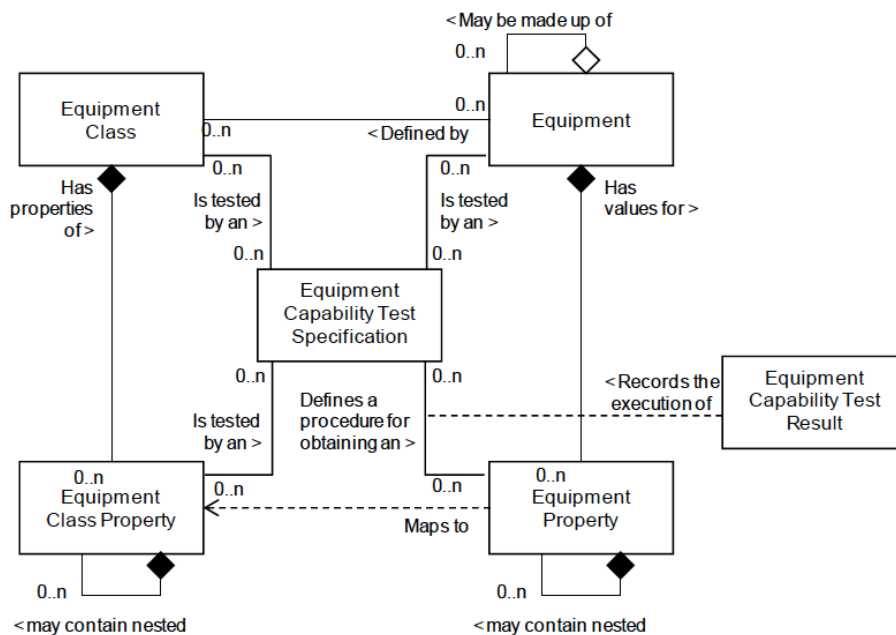 < May be made up of
0..n
Equipment
Class
0..n
Equipment
0..n
< Defined by
0..n
0..n
Has
properties
of >
Is tested
by an >
Is tested
by an >
Has
values for >
0..n
0..n
Equipment
Capability Test
Specification
0..n
0..n
Defines a
procedure for
obtaining an >
< Records the
execution of
Equipment
Capability Test
Result
Is tested
by an >
0..n
Equipment
Class Property
0..n
0..n
0..n
Equipment
Property
Maps to
0..n
0..n
< may contain nested
< may contain nested